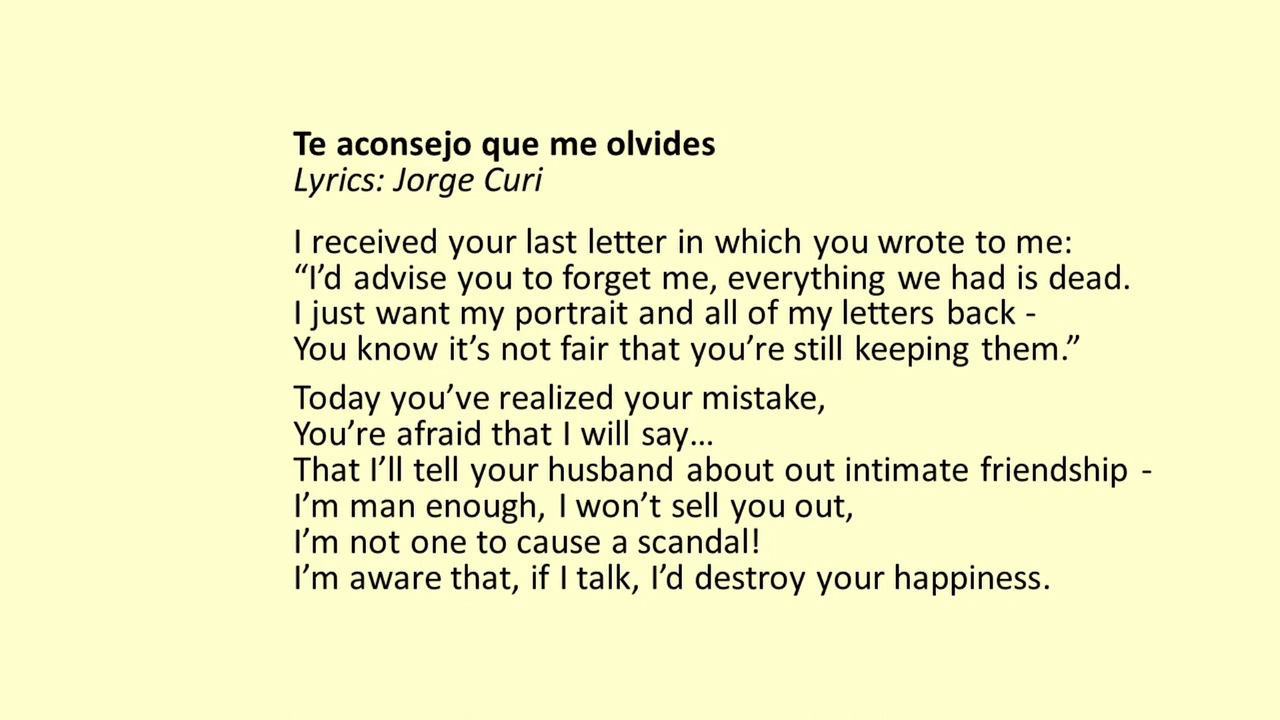 Te aconsejo que me olvides
Lyrics: Jorge Curi
I received your last letter in which you wrote to me:
“I’d advise you to forget me, everything we had is dead.
I just want my portrait and all of my letters back -
You know it’s not fair that you’re still keeping them.”
Today you’ve realized your mistake,
You’re afraid that I will say…
That I’ll tell your husband about out intimate friendship -
I’m man enough, I won’t sell you out,
I’m not one to cause a scandal!
I’m aware that, if I talk, I’d destroy your happiness.